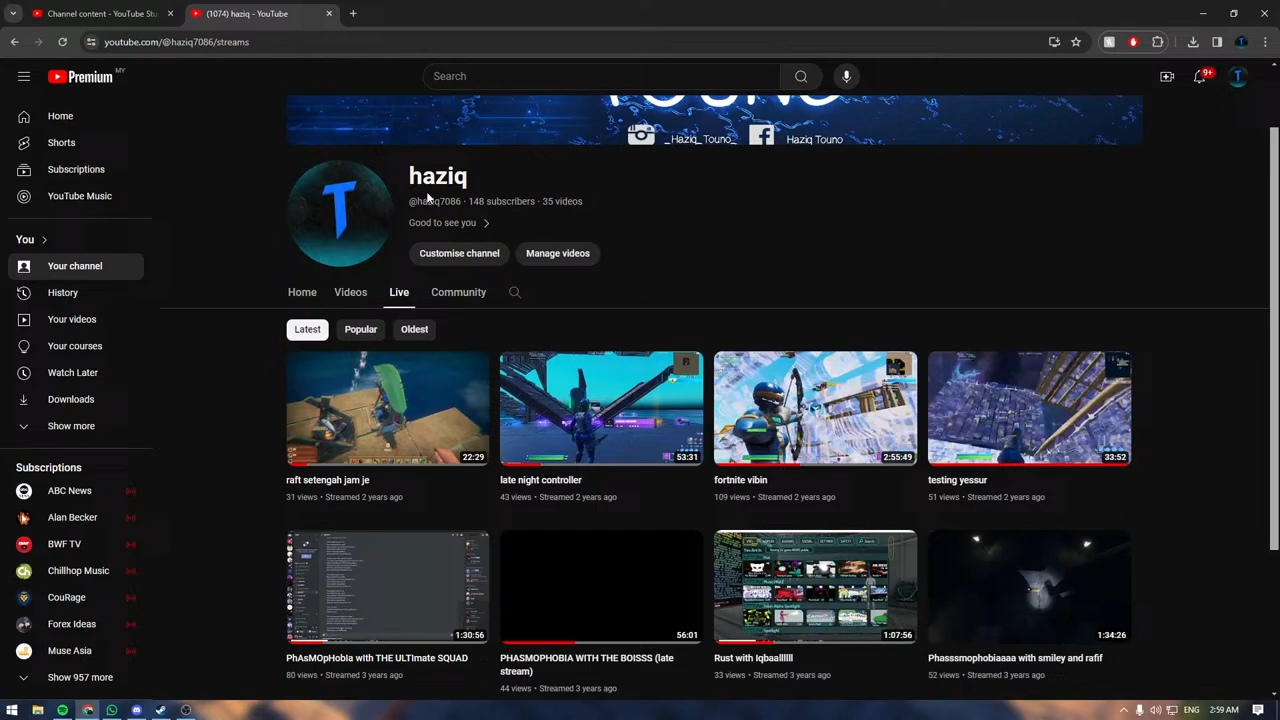 Channel content - YouTube Stu
(1074) haziq - YouTube
youtube.com/@haziq7086/streams
Premium MY
Search
9+
Home
Shorts
Subscriptions
YouTube Music
You
Your channel
History
Your videos
Your courses
Watch Later
Downloads
Show more
Subscriptions
ABC News
Alan Becker
BWF TV
Chillhop Music
CouRage
Forex Ideas
Muse Asia
Show 957 more
_Haziq_Touno_
Haziq Touno
haziq
@haziq7086 · 148 subscribers · 35 videos
Good to see you
Customise channel
Manage videos
Home
Videos
Live
Community
Latest
Popular
Oldest
22:29
raft setengah jam je
31 views • Streamed 2 years ago
53:31
late night controller
43 views • Streamed 2 years ago
2:55:49
fortnite vibin
109 views • Streamed 2 years ago
33:52
testing yessur
51 views • Streamed 2 years ago
PhAsMOpHobia wIth THE ULTImate SQUAD
80 views • Streamed 3 years ago
56:01
PHASMOPHOBIA WITH THE BOISSS (late
stream)
44 views • Streamed 3 years ago
1:07:56
Rust with Iqbaallllll
33 views • Streamed 3 years ago
1:34:26
Phasssmophobiaaaa with smiley and rafif
52 views • Streamed 3 years ago
ENG
2:59 AM